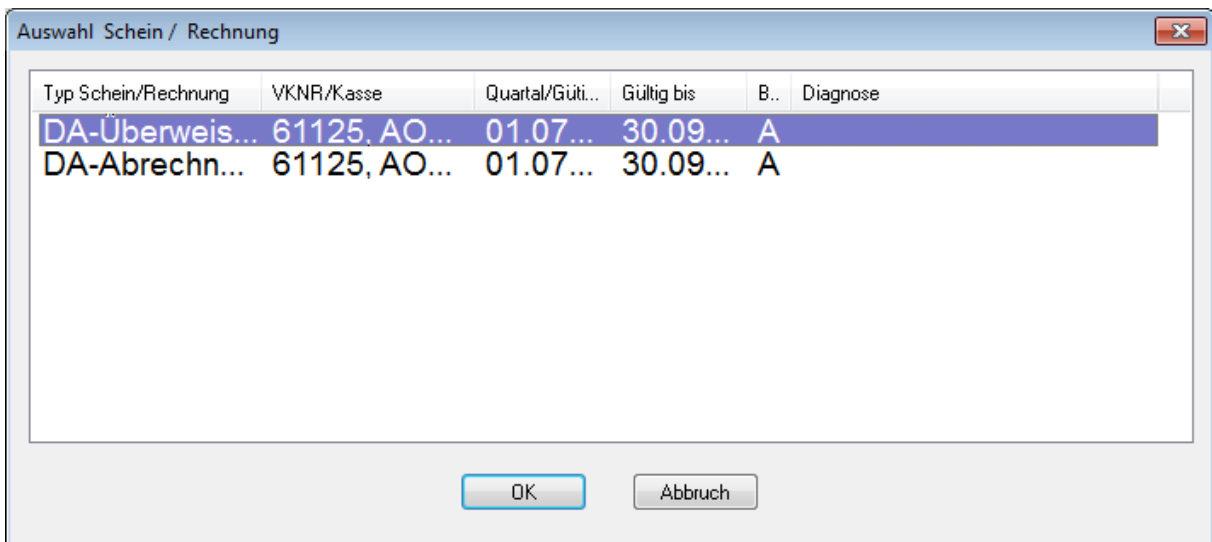 Auswahl Schein / Rechnung
Typ Schein/Rechnung VKNR/Kasse Quartal/Güti... Gültig bis B.. Diagnose
DA-Überweis... 61125, AO... 01.07... 30.09... A
DA-Abrechn... 61125, AO... 01.07... 30.09... A
OK Abbruch